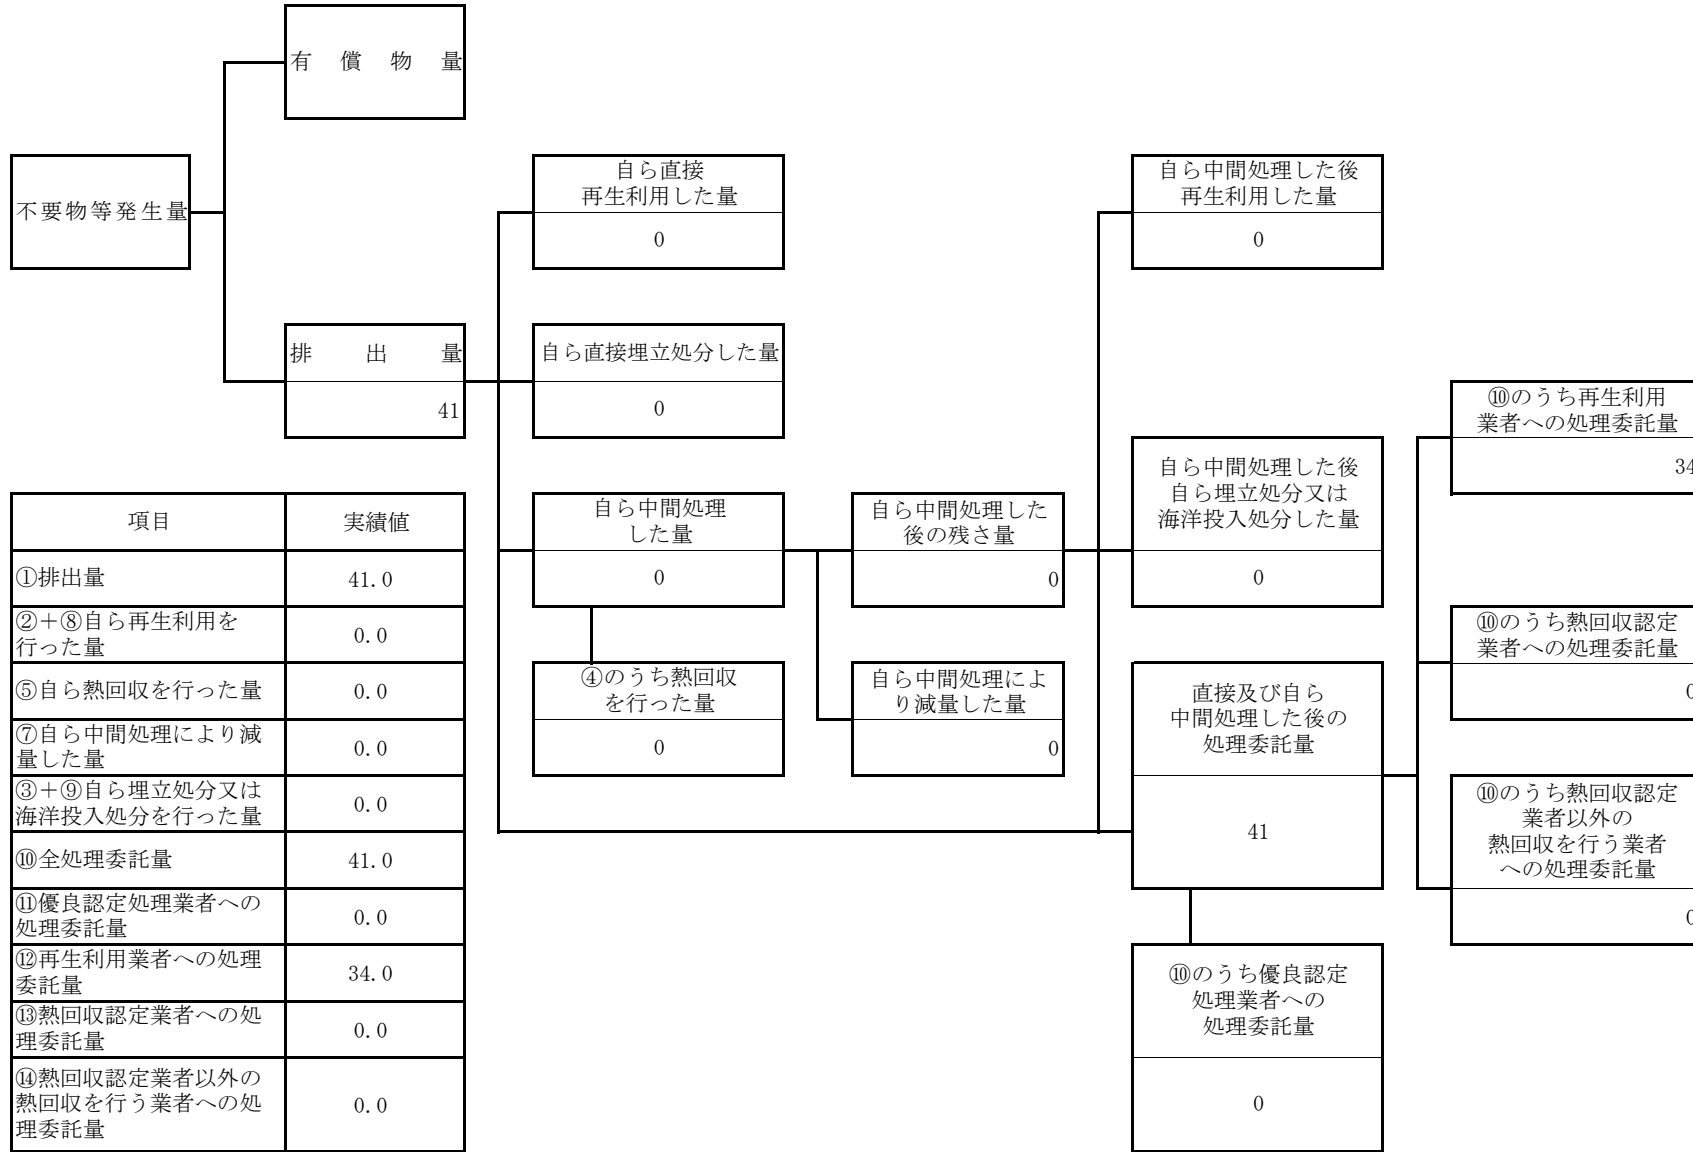 有償物量
不要物等発生量
自ら直接
再生利用した量
0
自ら中間処理した後
再生利用した量
0
排出量
41
自ら直接埋立処分した量
0
⑩のうち再生利用
業者への処理委託量
34
自ら中間処理した後
自ら埋立処分又は
海洋投入処分した量
0
自ら中間処理
した量
0
自ら中間処理した
後の残さ量
0
④のうち熱回収
を行った量
0
自ら中間処理によ
り減量した量
0
直接及び自ら
中間処理した後の
処理委託量
41
⑩のうち熱回収認定
業者への処理委託量
0
⑩のうち熱回収認定
業者以外の
熱回収を行う業者
への処理委託量
0
⑩のうち優良認定
処理業者への
処理委託量
0
項目 実績値
①排出量 41.0
②＋⑧自ら再生利用を
行った量 0.0
⑤自ら熱回収を行った量 0.0
⑦自ら中間処理により減
量した量 0.0
③＋⑨自ら埋立処分又は
海洋投入処分を行った量 0.0
⑩全処理委託量 41.0
⑪優良認定処理業者への
処理委託量 0.0
⑫再生利用業者への処理
委託量 34.0
⑬熱回収認定業者への処
理委託量 0.0
⑭熱回収認定業者以外の
熱回収を行う業者への処
理委託量 0.0